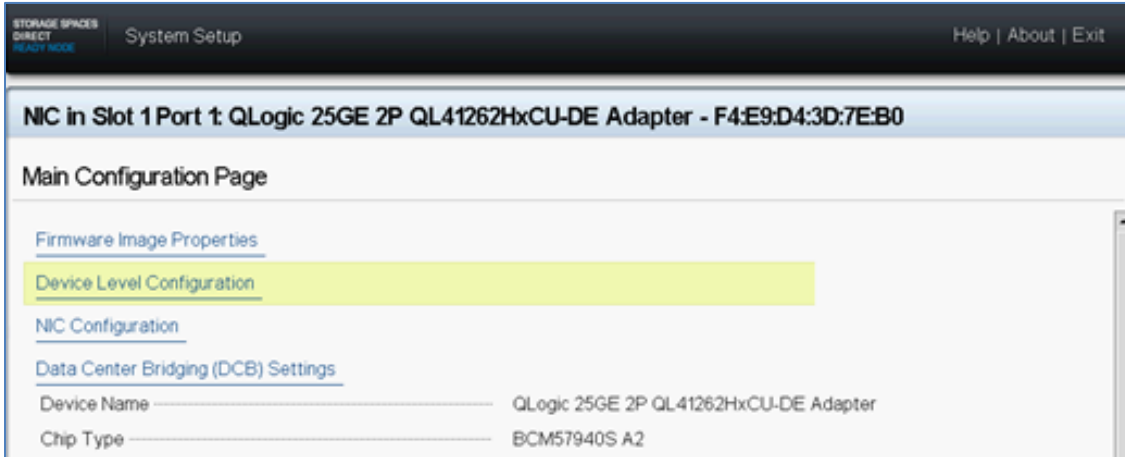 STORAGE SPACES
DIRECT
READY NODE
System Setup
Help | About | Exit
NIC in Slot 1 Port 1: QLogic 25GE 2P QL41262HxCU-DE Adapter - F4:E9:D4:3D:7E:B0
Main Configuration Page
Firmware Image Properties
Device Level Configuration
NIC Configuration
Data Center Bridging (DCB) Settings
Device Name QLogic 25GE 2P QL41262HxCU-DE Adapter
Chip Type BCM57940S A2